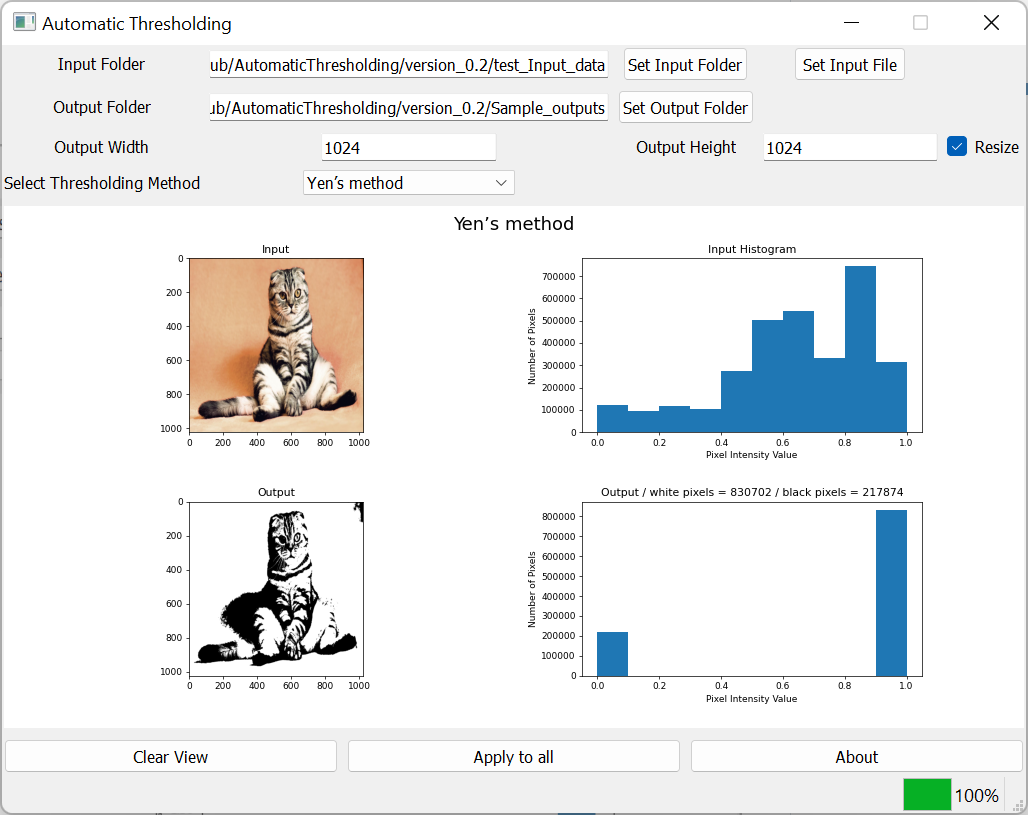 Automatic Thresholding
Input Folder ub/AutomaticThresholding/version_0.2/test_Input_data Set Input Folder Set Input File
Output Folder ub/AutomaticThresholding/version_0.2/Sample_outputs Set Output Folder
Output Width 1024 Output Height 1024 Resize
Select Thresholding Method Yen’s method
Yen’s method
Input
0
200
400
600
800
1000
0 200 400 600 800 1000
Input Histogram
Number of Pixels
700000
600000
500000
400000
300000
200000
100000
0
0.0 0.2 0.4 0.6 0.8 1.0
Pixel Intensity Value
Output
0
200
400
600
800
1000
0 200 400 600 800 1000
Output / white pixels = 830702 / black pixels = 217874
Number of Pixels
800000
700000
600000
500000
400000
300000
200000
100000
0
0.0 0.2 0.4 0.6 0.8 1.0
Pixel Intensity Value
Clear View Apply to all About
100%